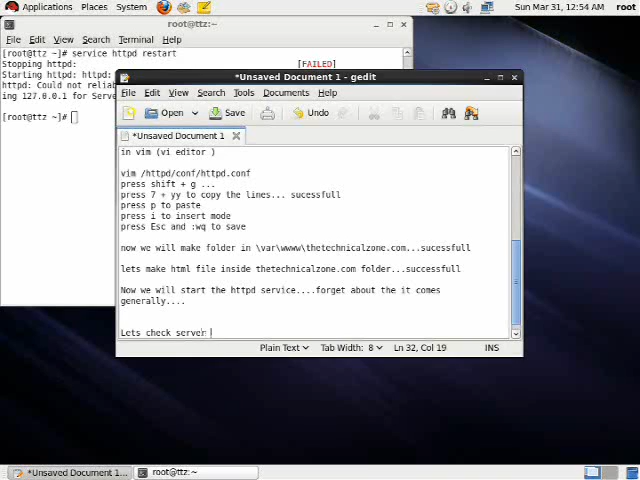 Applications Places System
Sun Mar 31, 12:54 AM root
root@ttz:~
File Edit View Search Terminal Help
[root@ttz ~]# service httpd restart
Stopping httpd: [FAILED]
Starting httpd: httpd:
httpd: Could not
ing 127.0.0.1 for
[root@ttz ~]#
*Unsaved Document 1 - gedit
File Edit View Search Tools Documents Help
Open Save Undo
*Unsaved Document 1
in vim (vi editor )
vim /httpd/conf/httpd.conf
press shift + g ...
press 7 + yy to copy the lines... sucessfull
press p to paste
press i to insert mode
press Esc and :wq to save
now we will make folder in \var\www\thetechnicalzone.com...sucessfull
lets make html file inside thetechnicalzone.com folder...successfull
Now we will start the httpd service....forget about the it comes
generally....
Lets check server
Plain Text Tab Width: 8 Ln 32, Col 19 INS
*Unsaved Document 1... root@ttz:~